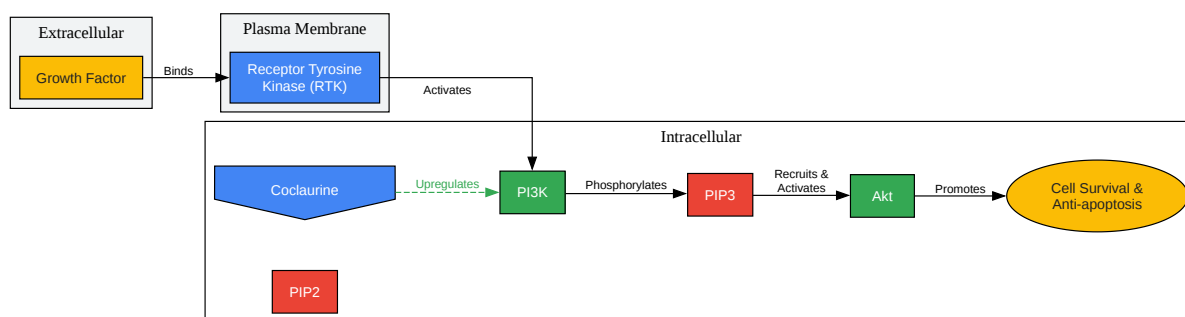 Extracellular
Growth Factor
Binds
Plasma Membrane
Receptor Tyrosine
Kinase (RTK)
Activates
Intracellular
Coclaurine
Upregulates
PI3K
Phosphorylates
PIP3
Recruits &
Activates
Akt
Promotes
Cell Survival &
Anti-apoptosis
PIP2